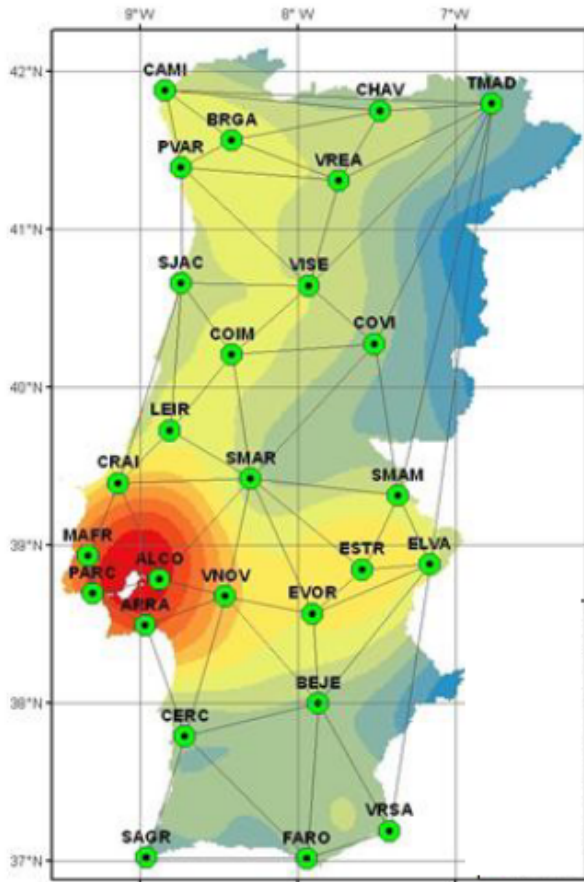 9°W 8°W 7°W
42°N
CAMI
CHAV
TMAD
BRGA
PVAR
VREA
41°N
SJAC
VISE
COIM
COVI
40°N
LEIR
CRAI
SMAR
SMAM
39°N
MAFR
ALCO
ESTR
ELVA
PARC
VNOV
ARRA
EVOR
38°N
BEJE
CERC
VRSA
37°N
SAGR
FARO